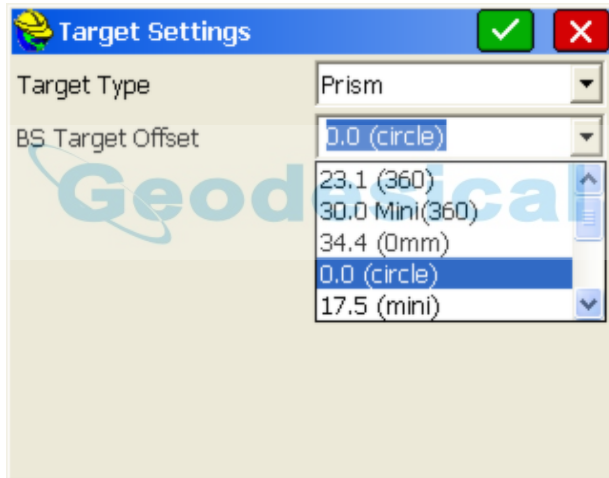 Target Settings
Target Type
Prism
BS Target Offset
0.0 (circle)
23.1 (360)
30.0 Mini(360)
34.4 (0mm)
0.0 (circle)
17.5 (mini)
Geodesical